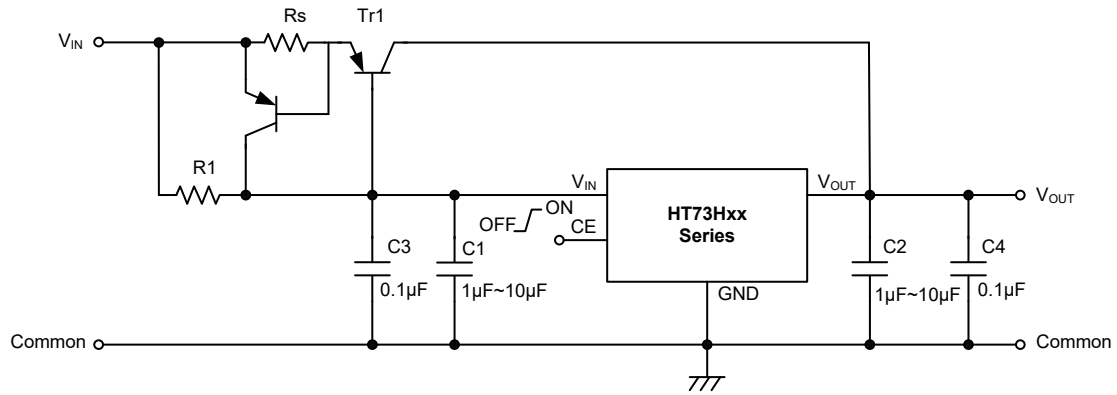 Rs
Tr1
V_IN
R1
V_IN
V_OUT
V_OUT
HT73Hxx
Series
OFF
ON
CE
C3
0.1µF
C1
1µF~10µF
GND
C2
1µF~10µF
C4
0.1µF
Common
Common